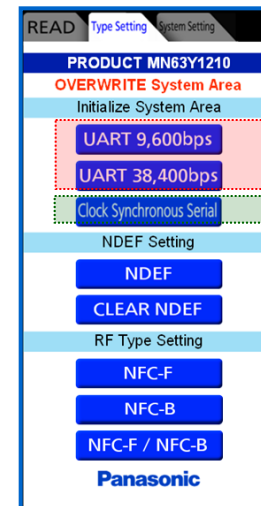 READ Type Setting System Setting
PRODUCT MN63Y1210
OVERWRITE System Area
Initialize System Area
UART 9,600bps
UART 38,400bps
Clock Synchronous Serial
NDEF Setting
NDEF
CLEAR NDEF
RF Type Setting
NFC-F
NFC-B
NFC-F / NFC-B
Panasonic